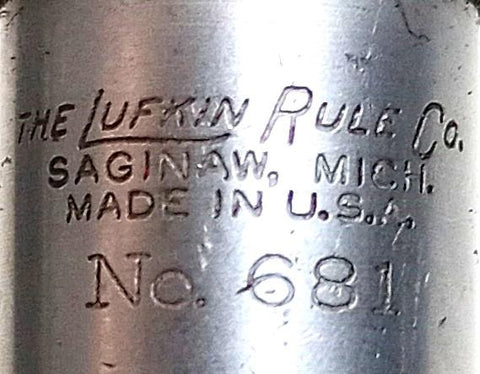 THE LUFKIN RULE CO.
SAGINAW, MICH.
MADE IN U.S.A.
No. 681